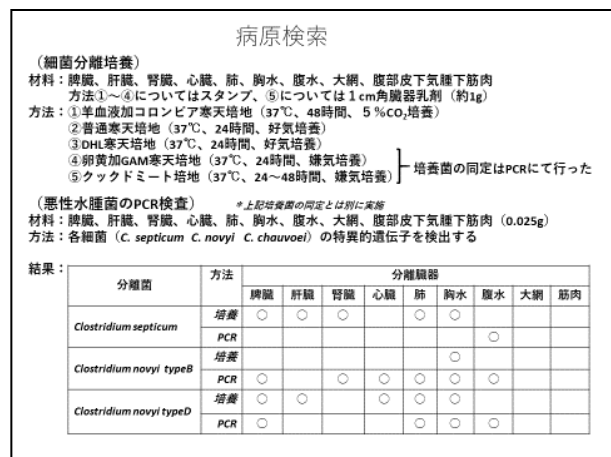 病原検索
（細菌分離培養）
材料：脾臓、肝臓、腎臓、心臓、肺、胸水、腹水、大網、腹部皮下気腫下筋肉
方法①～④についてはスタンプ、⑤については１cm角臓器乳剤（約1g）
方法：①羊血液加コロンビア寒天培地（37℃、48時間、５％CO₂培養）
②普通寒天培地（37℃、24時間、好気培養）
③DHL寒天培地（37℃、24時間、好気培養）
④卵黄加GAM寒天培地（37℃、24時間、嫌気培養）
⑤クックドミート培地（37℃、24～48時間、嫌気培養）
培養菌の同定はPCRにて行った
（悪性水腫菌のPCR検査） *上記培養菌の同定とは別に実施
材料：脾臓、肝臓、腎臓、心臓、肺、胸水、腹水、大網、腹部皮下気腫下筋肉（0.025g）
方法：各細菌（C. septicum C. novyi C. chauvoei）の特異的遺伝子を検出する
結果：
分離菌 方法 分離臓器
脾臓 肝臓 腎臓 心臓 肺 胸水 腹水 大網 筋肉
Clostridium septicum 培養 ○ ○ ○ ○ ○
PCR ○
Clostridium novyi typeB 培養 ○
PCR ○ ○ ○ ○ ○ ○
Clostridium novyi typeD 培養 ○ ○ ○ ○ ○
PCR ○ ○ ○ ○